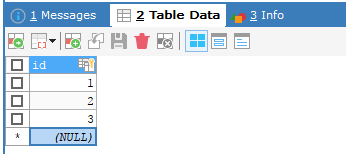 1 Messages 2 Table Data 3 Info
id
1
2
3
* (NULL)